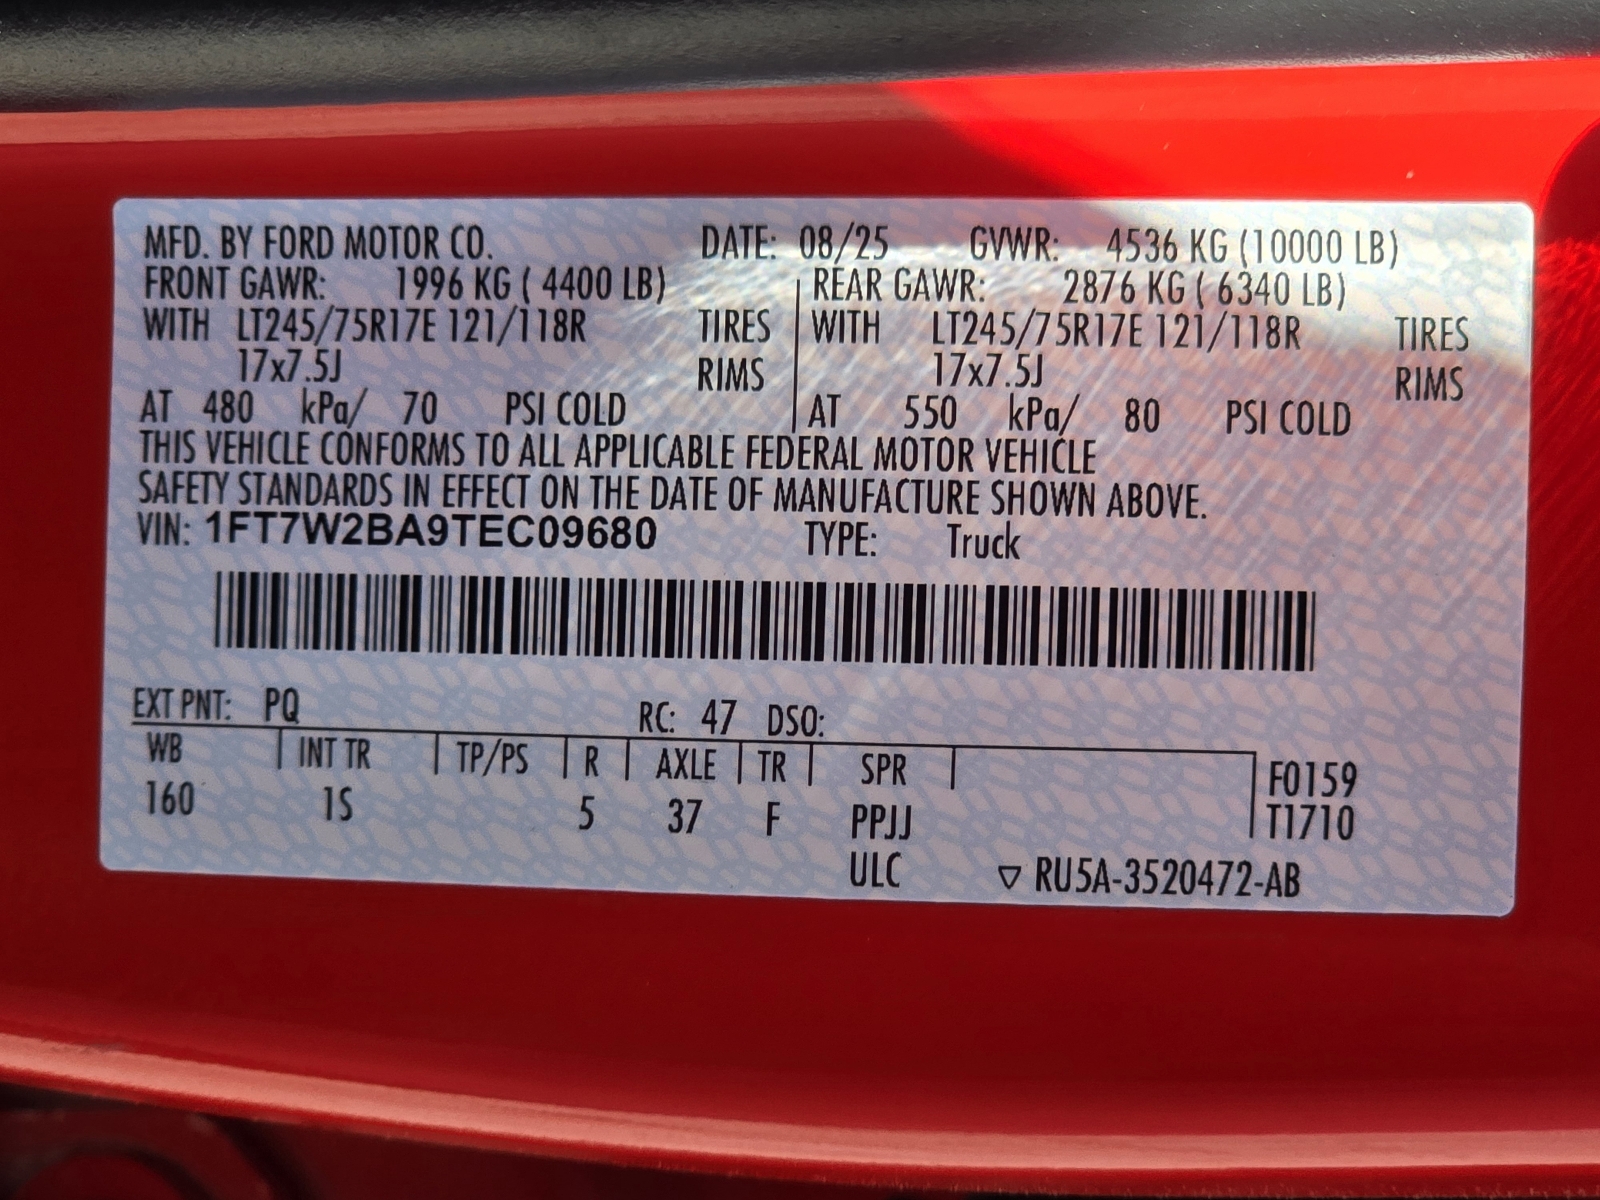 MFD. BY FORD MOTOR CO. DATE: 08/25 GVWR: 4536 KG (10000 LB)
FRONT GAWR: 1996 KG ( 4400 LB) REAR GAWR: 2876 KG ( 6340 LB)
WITH LT245/75R17E 121/118R TIRES WITH LT245/75R17E 121/118R TIRES
17x7.5J RIMS 17x7.5J RIMS
AT 480 kPa/ 70 PSI COLD AT 550 kPa/ 80 PSI COLD
THIS VEHICLE CONFORMS TO ALL APPLICABLE FEDERAL MOTOR VEHICLE
SAFETY STANDARDS IN EFFECT ON THE DATE OF MANUFACTURE SHOWN ABOVE.
VIN: 1FT7W2BA9TEC09680 TYPE: Truck
EXT PNT: PQ RC: 47 DSO:
WB INT TR TP/PS R AXLE TR SPR F0159
160 1S 5 37 F PPJJ T1710
ULC ▽ RU5A-3520472-AB